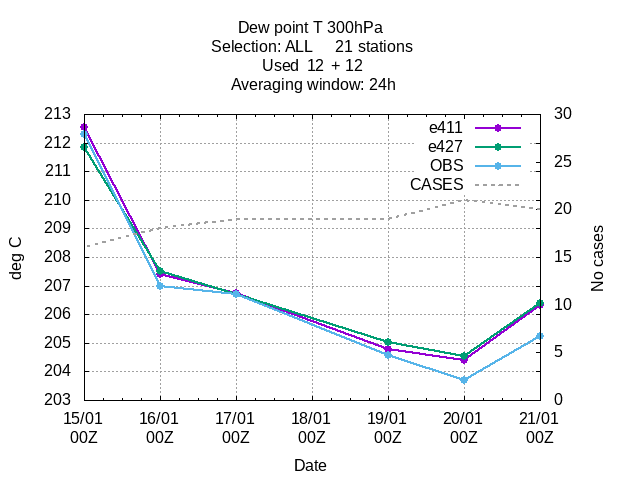 Dew point T 300hPa
Selection: ALL 21 stations
Used 12 + 12
Averaging window: 24h
213
212
211
210
209
208
207
206
205
204
203
deg C
30
25
20
15
10
5
0
No cases
e411
e427
OBS
CASES
15/01 16/01 17/01 18/01 19/01 20/01 21/01
00Z 00Z 00Z 00Z 00Z 00Z 00Z
Date